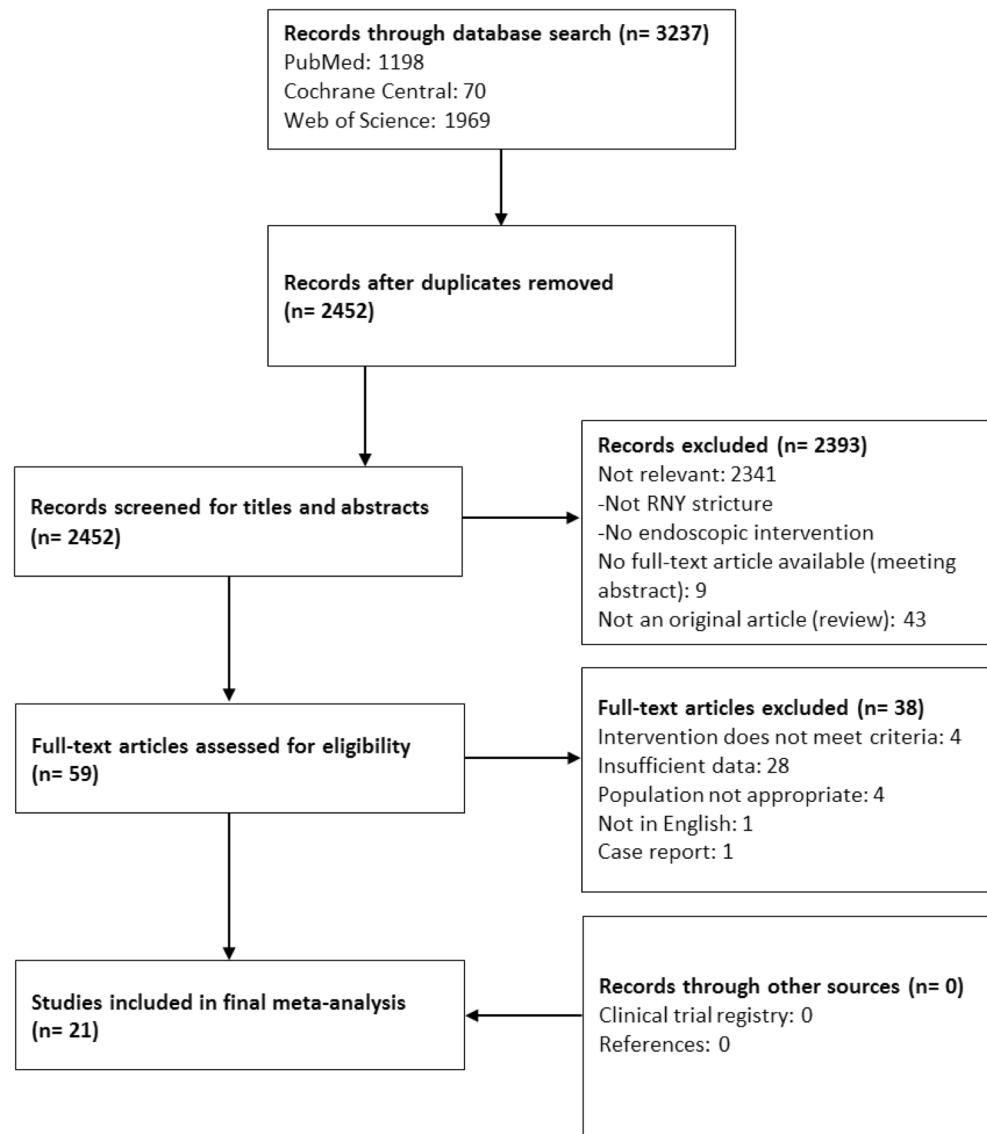 Records through database search (n= 3237)
PubMed: 1198
Cochrane Central: 70
Web of Science: 1969
Records after duplicates removed
(n= 2452)
Records excluded (n= 2393)
Not relevant: 2341
-Not RNY stricture
-No endoscopic intervention
No full-text article available (meeting
abstract): 9
Not an original article (review): 43
Records screened for titles and abstracts
(n= 2452)
Full-text articles excluded (n= 38)
Intervention does not meet criteria: 4
Insufficient data: 28
Population not appropriate: 4
Not in English: 1
Case report: 1
Full-text articles assessed for eligibility
(n= 59)
Records through other sources (n= 0)
Clinical trial registry: 0
References: 0
Studies included in final meta-analysis
(n= 21)